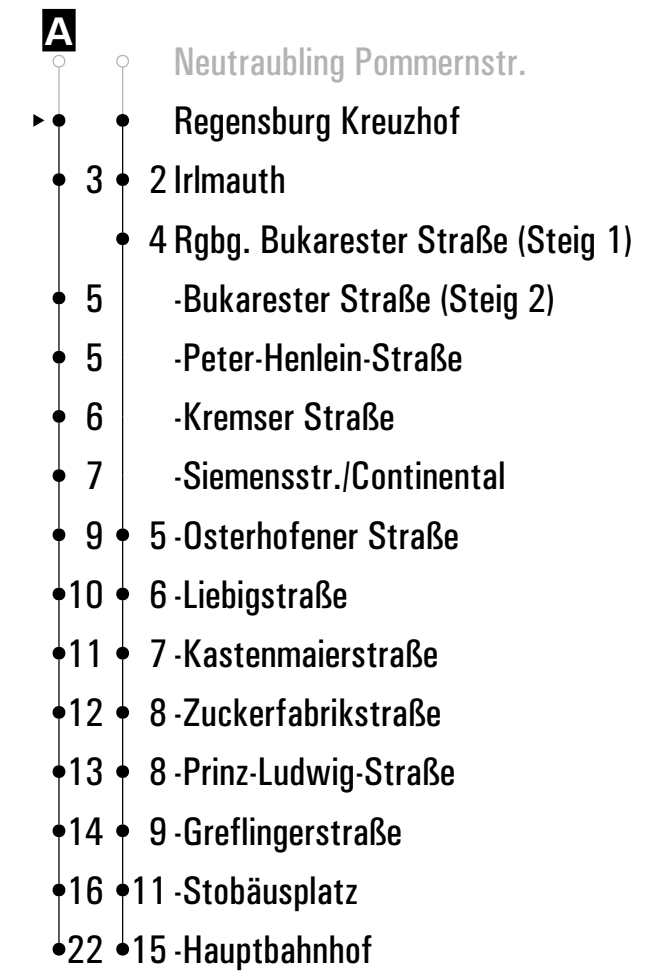 A
Neutraubling Pommernstr.
Regensburg Kreuzhof
3 2 Irlmauth
4 Rgbg. Bukarester Straße (Steig 1)
5 -Bukarester Straße (Steig 2)
5 -Peter-Henlein-Straße
6 -Kremser Straße
7 -Siemensstr./Continental
9 5 -Osterhofener Straße
10 6 -Liebigstraße
11 7 -Kastenmaierstraße
12 8 -Zuckerfabrikstraße
13 8 -Prinz-Ludwig-Straße
14 9 -Greflingerstraße
16 11 -Stobäusplatz
22 15 -Hauptbahnhof